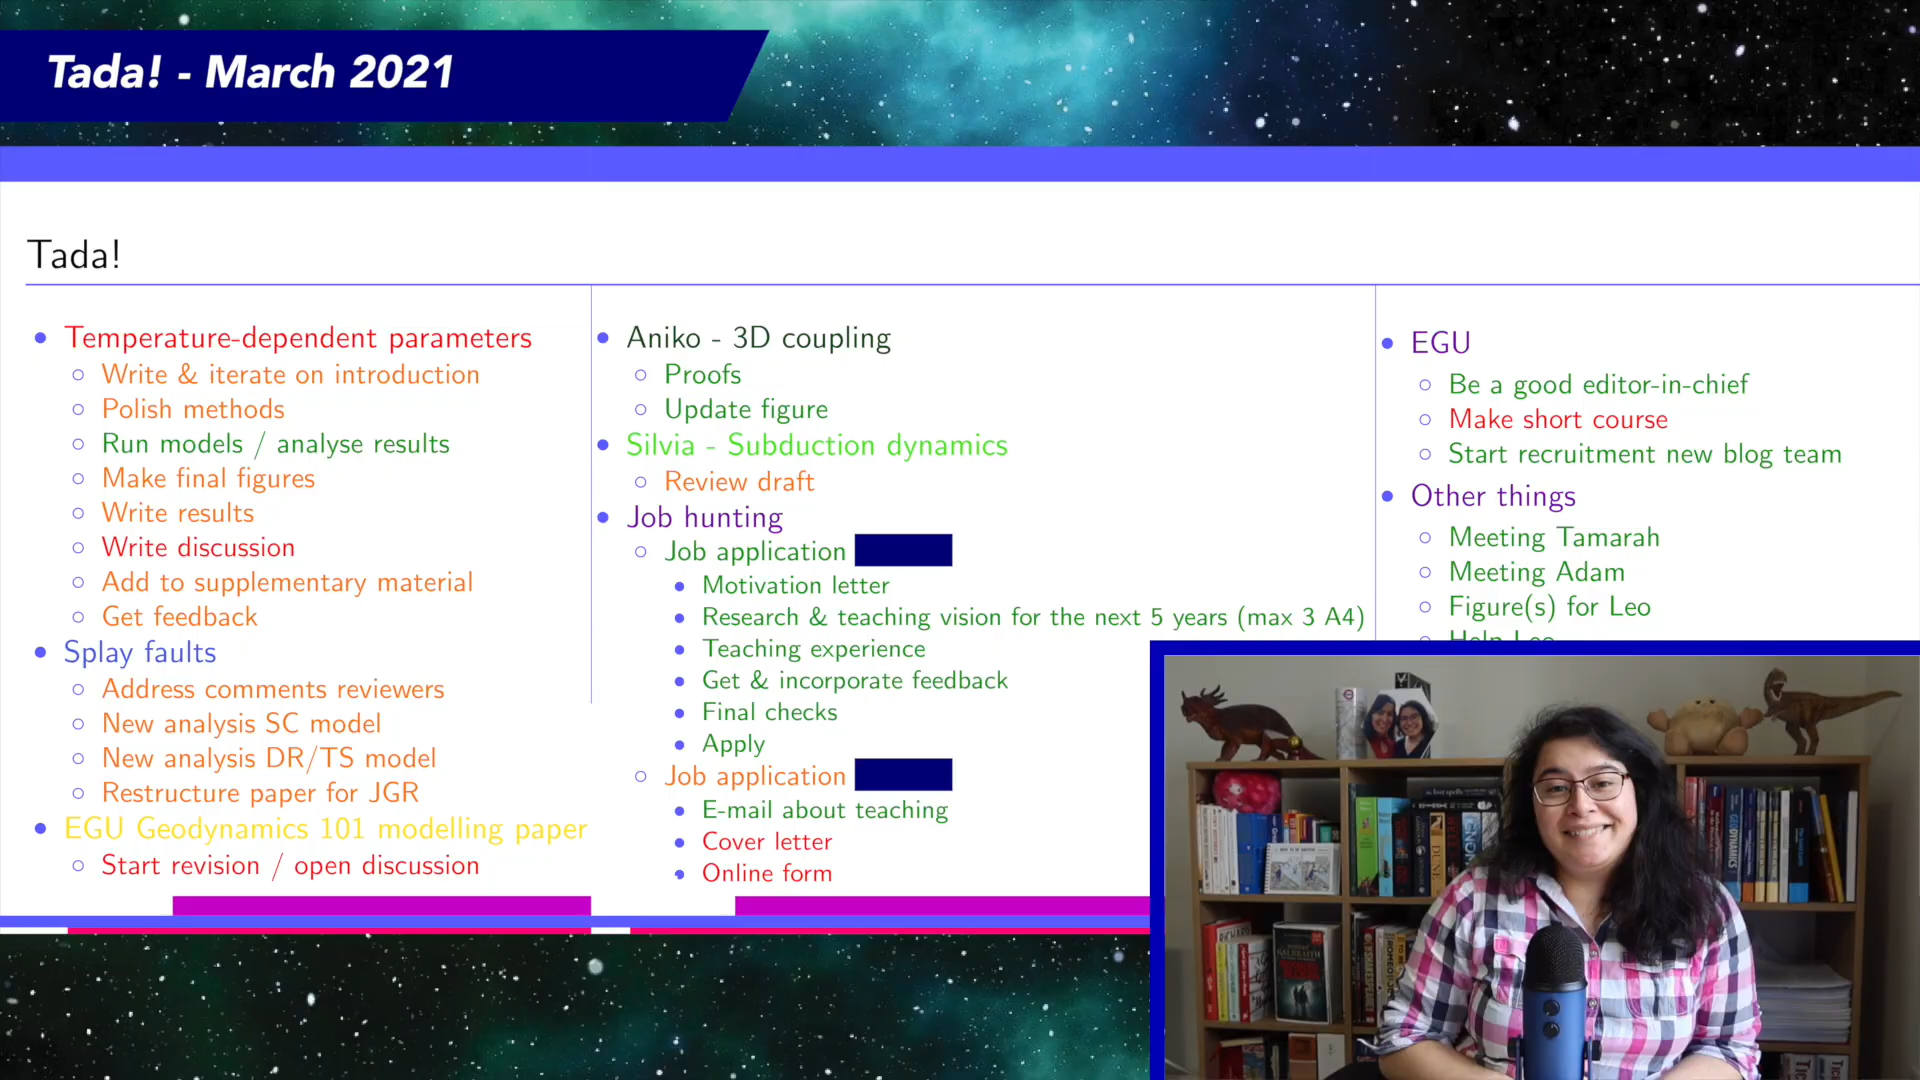 Tada! - March 2021
Tada!
Temperature-dependent parameters
Write & iterate on introduction
Polish methods
Run models / analyse results
Make final figures
Write results
Write discussion
Add to supplementary material
Get feedback
Splay faults
Address comments reviewers
New analysis SC model
New analysis DR/TS model
Restructure paper for JGR
EGU Geodynamics 101 modelling paper
Start revision / open discussion
Aniko - 3D coupling
Proofs
Update figure
Silvia - Subduction dynamics
Review draft
Job hunting
Job application
Motivation letter
Research & teaching vision for the next 5 years (max 3 A4)
Teaching experience
Get & incorporate feedback
Final checks
Apply
Job application
E-mail about teaching
Cover letter
Online form
EGU
Be a good editor-in-chief
Make short course
Start recruitment new blog team
Other things
Meeting Tamarah
Meeting Adam
Figure(s) for Leo
Help Leo
DUNE
GALBRAITH